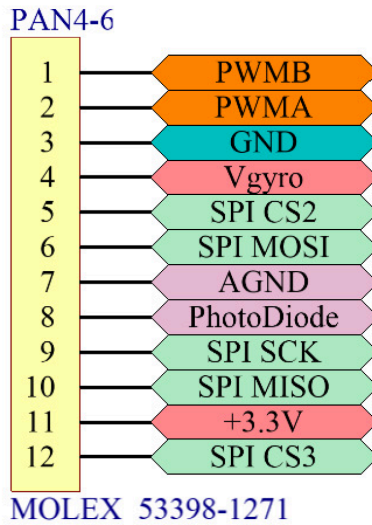 PAN4-6
1 PWMB
2 PWMA
3 GND
4 Vgyro
5 SPI CS2
6 SPI MOSI
7 AGND
8 PhotoDiode
9 SPI SCK
10 SPI MISO
11 +3.3V
12 SPI CS3
MOLEX 53398-1271